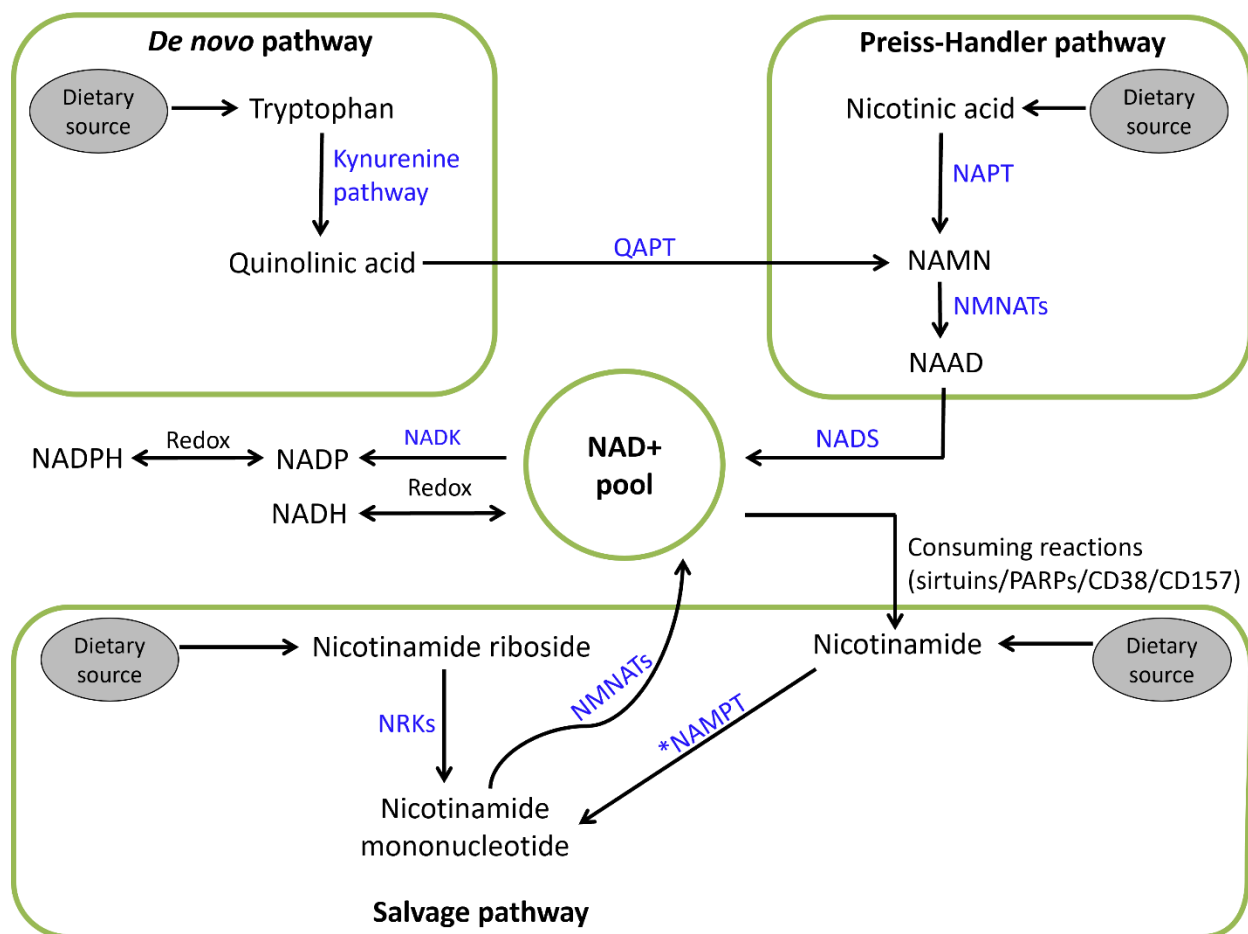 De novo pathway
Dietary
source
Tryptophan
Kynurenine
pathway
Quinolinic acid
QAPT
Preiss-Handler pathway
Nicotinic acid
Dietary
source
NAPT
NAMN
NMNATs
NAAD
NADS
NADPH
Redox
NADP
NADK
NAD+
pool
NADH
Redox
Consuming reactions
(sirtuins/PARPs/CD38/CD157)
Dietary
source
Nicotinamide riboside
NMNATs
Nicotinamide
Dietary
source
NRKs
*NAMPT
Nicotinamide
mononucleotide
Salvage pathway